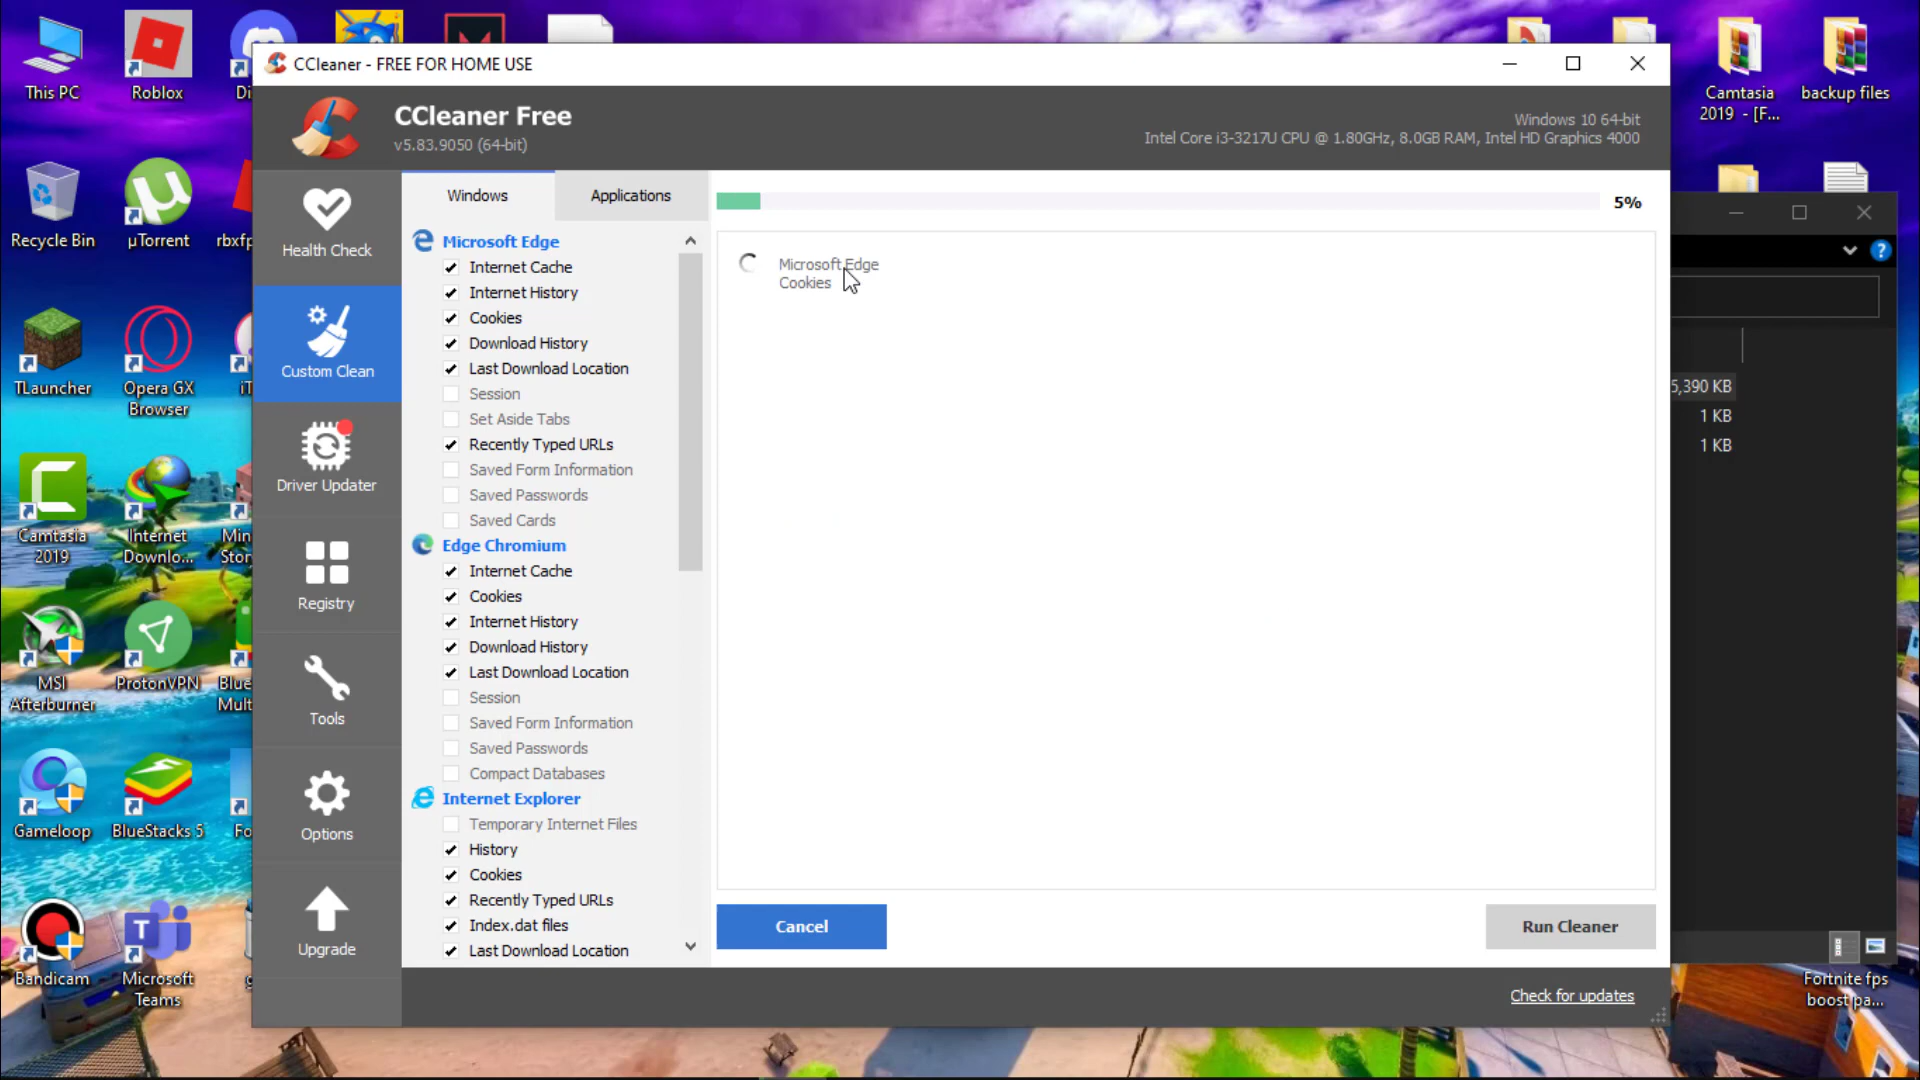 This PC
Roblox
Di
Recycle Bin
µTorrent
rbxfp
TLauncher
Opera GX
Browser
iT
Camtasia
2019
Internet
Downlo...
Min
Stor
MSI
Afterburner
ProtonVPN
Blue
Mult
Gameloop
BlueStacks 5
Fo
Bandicam
Microsoft
Teams
g
CCleaner - FREE FOR HOME USE
CCleaner Free
v5.83.9050 (64-bit)
Windows 10 64-bit
Intel Core i3-3217U CPU @ 1.80GHz, 8.0GB RAM, Intel HD Graphics 4000
Health Check
Custom Clean
Driver Updater
Registry
Tools
Options
Upgrade
Windows
Applications
Microsoft Edge
Internet Cache
Internet History
Cookies
Download History
Last Download Location
Session
Set Aside Tabs
Recently Typed URLs
Saved Form Information
Saved Passwords
Saved Cards
Edge Chromium
Internet Cache
Cookies
Internet History
Download History
Last Download Location
Session
Saved Form Information
Saved Passwords
Compact Databases
Internet Explorer
Temporary Internet Files
History
Cookies
Recently Typed URLs
Index.dat files
Last Download Location
5%
Microsoft Edge
Cookies
Cancel
Run Cleaner
Check for updates
Camtasia
2019 - [F...
backup files
5,390 KB
1 KB
1 KB
Fortnite fps
boost pa...